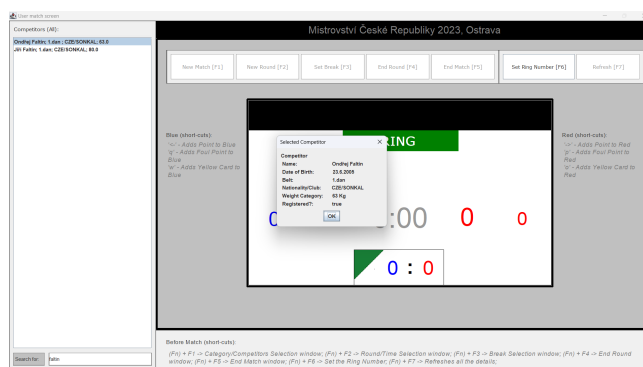 User match screen
Competitors (All):
Ondřej Faltin; 1.dan ; CZE/SONKAL; 63.0
Jiří Faltin; 1.dan; CZE/SONKAL; 80.0
Search for:
faltin
Mistrovství České Republiky 2023, Ostrava
New Match [F1]
New Round [F2]
Set Break [F3]
End Round [F4]
End Match [F5]
Set Ring Number [F6]
Refresh [F7]
Blue (short-cuts):
- Adds Point to Blue
'q' - Adds Foul Point to
Blue
'w' - Adds Yellow Card to
Blue
RING
0
:00
0
0
0 : 0
Selected Competitor
Competitor
Name: Ondřej Faltin
Date of Birth: 23.6.2005
Belt: 1.dan
Nationality/Club: CZE/SONKAL
Weight Category: 63 Kg
Registered?: true
OK
Red (short-cuts):
- Adds Point to Red
'p' - Adds Foul Point to
Red
'o' - Adds Yellow Card to
Red
Before Match (short-cuts):
(Fn) + F1 -> Category/Competitors Selection window; (Fn) + F2 -> Round/Time Selection window; (Fn) + F3 -> Break Selection window; (Fn) + F4 -> End Round
window; (Fn) + F5 -> End Match window; (Fn) + F6 -> Set the Ring Number; (Fn) + F7 -> Refreshes all the details;